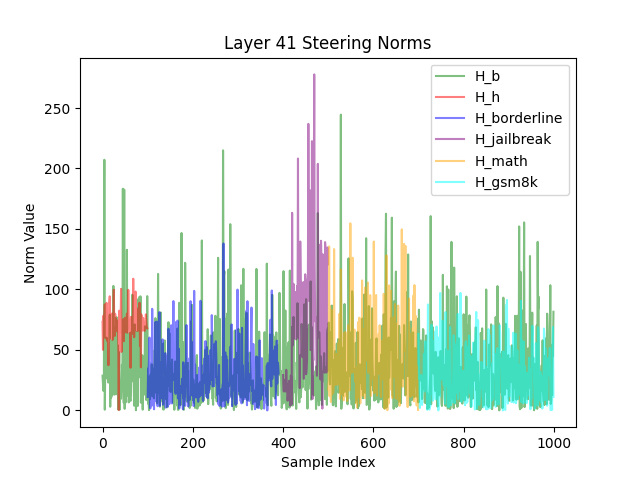 Layer 41 Steering Norms
H_b
H_h
H_borderline
H_jailbreak
H_math
H_gsm8k
Norm Value
250
200
150
100
50
0
0
200
400
600
800
1000
Sample Index